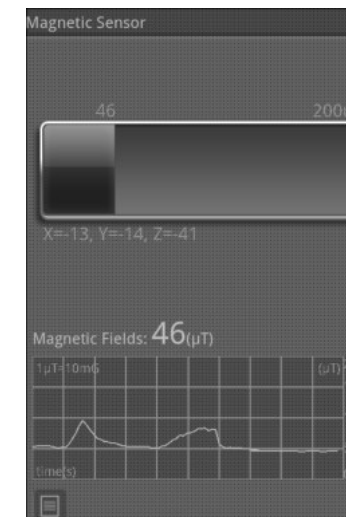 Magnetic Sensor
46
X=-13, Y=-14, Z=-41
Magnetic Fields: 46(μT)
1μT=10mG (μT)
time(s)